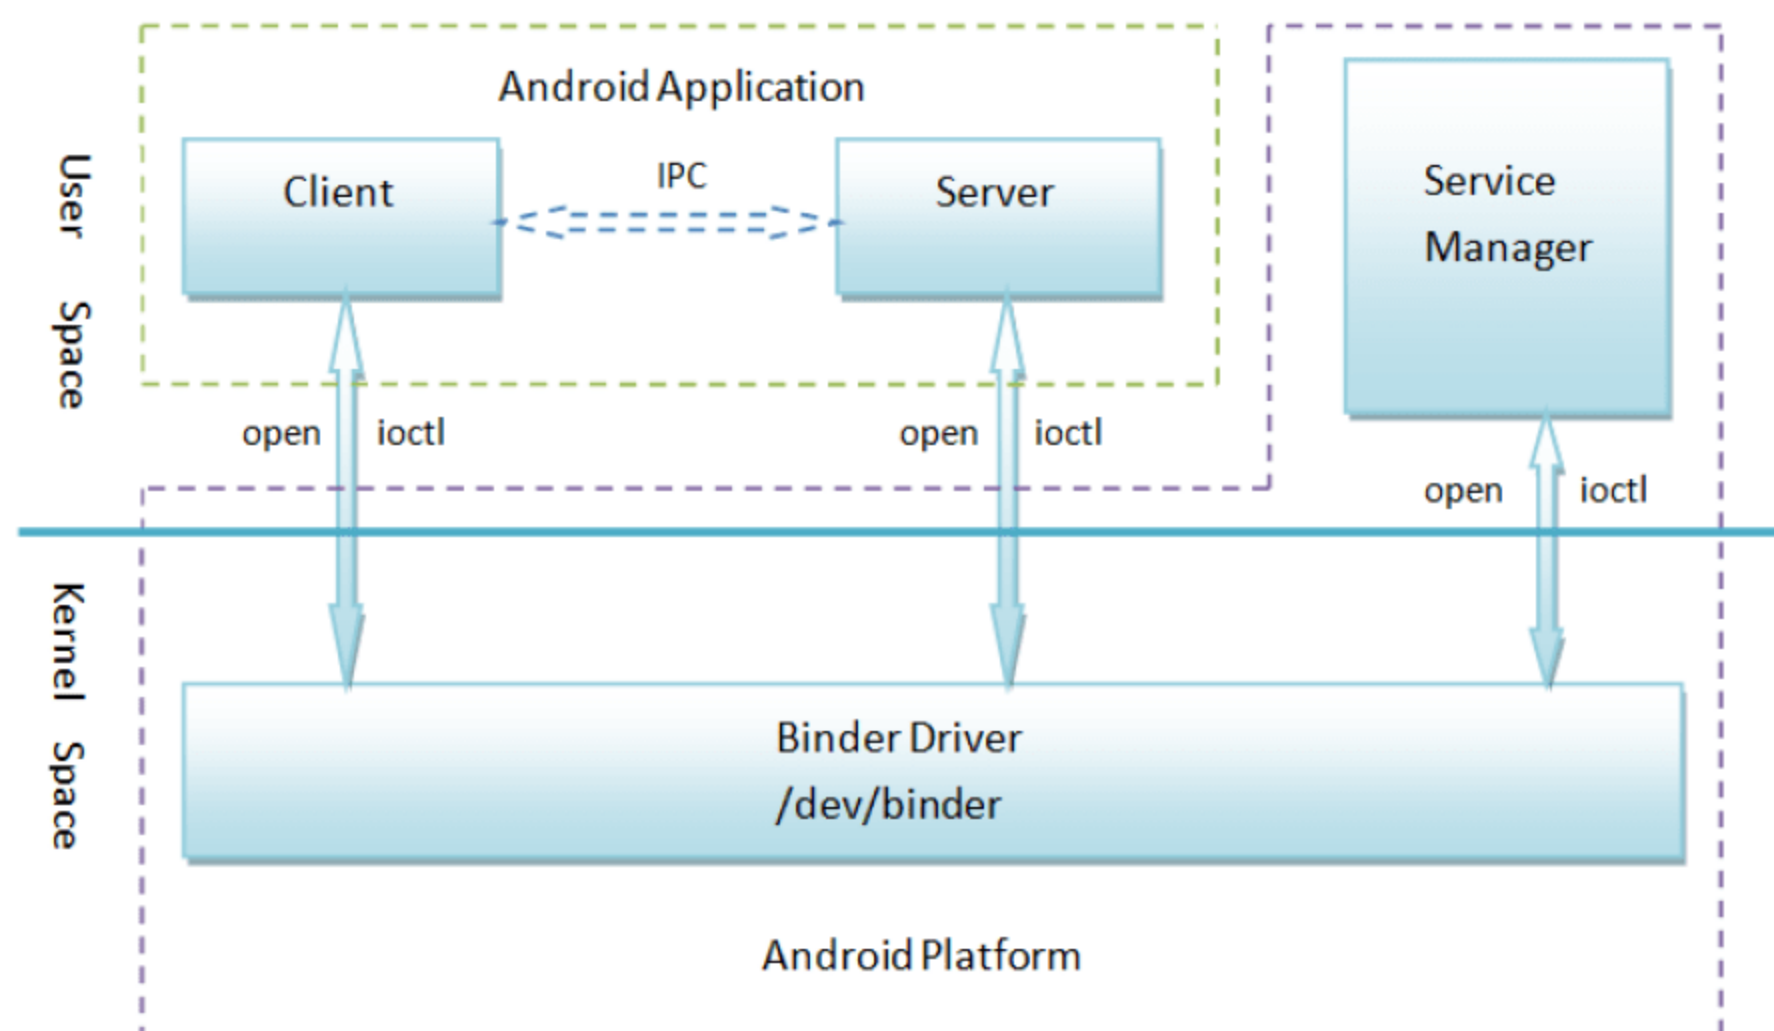 Android Application
Client
IPC
Server
Service
Manager
User Space
open
ioctl
open
ioctl
open
ioctl
Kernel Space
Binder Driver
/dev/binder
Android Platform